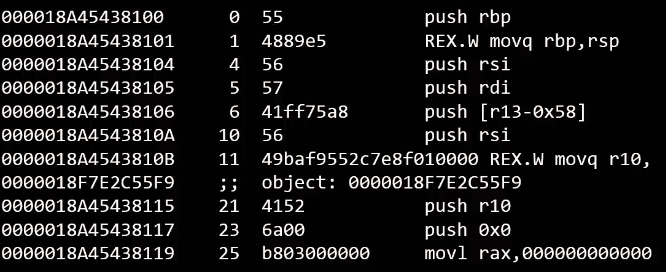 0000018A45438100 0 55 push rbp
0000018A45438101 1 4889e5 REX.W movq rbp,rsp
0000018A45438104 4 56 push rsi
0000018A45438105 5 57 push rdi
0000018A45438106 6 41ff75a8 push [r13-0x58]
0000018A4543810A 10 56 push rsi
0000018A4543810B 11 49baf9552c7e8f010000 REX.W movq r10,
0000018F7E2C55F9 ;; object: 0000018F7E2C55F9
0000018A45438115 21 4152 push r10
0000018A45438117 23 6a00 push 0x0
0000018A45438119 25 b803000000 movl rax,000000000000